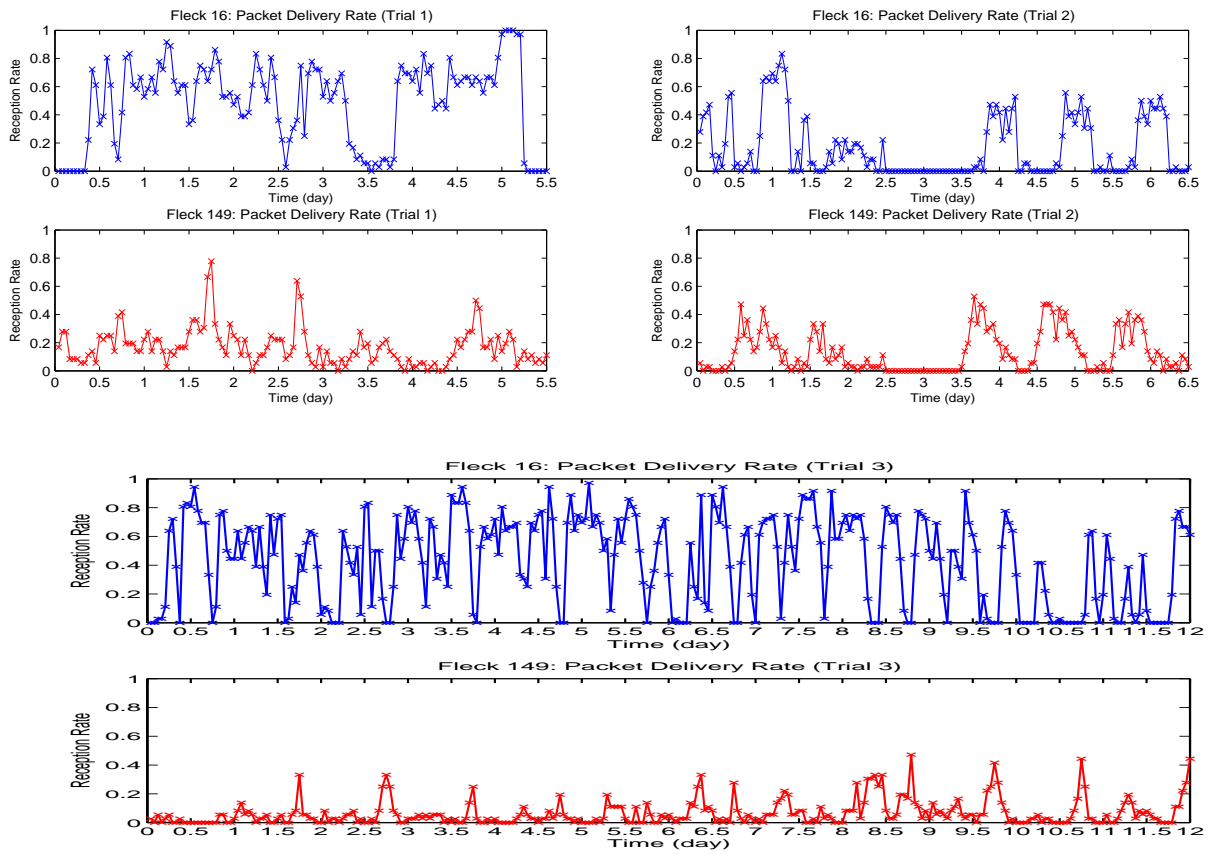 Fleck 16: Packet Delivery Rate (Trial 1)
Reception Rate
1
0.8
0.6
0.4
0.2
0
0 0.5 1 1.5 2 2.5 3 3.5 4 4.5 5 5.5
Time (day)
Fleck 16: Packet Delivery Rate (Trial 2)
Reception Rate
1
0.8
0.6
0.4
0.2
0
0 0.5 1 1.5 2 2.5 3 3.5 4 4.5 5 5.5 6 6.5
Time (day)
Fleck 149: Packet Delivery Rate (Trial 1)
Reception Rate
1
0.8
0.6
0.4
0.2
0
0 0.5 1 1.5 2 2.5 3 3.5 4 4.5 5 5.5
Time (day)
Fleck 149: Packet Delivery Rate (Trial 2)
Reception Rate
1
0.8
0.6
0.4
0.2
0
0 0.5 1 1.5 2 2.5 3 3.5 4 4.5 5 5.5 6 6.5
Time (day)
Fleck 16: Packet Delivery Rate (Trial 3)
Reception Rate
1
0.8
0.6
0.4
0.2
0
0 0.5 1 1.5 2 2.5 3 3.5 4 4.5 5 5.5 6 6.5 7 7.5 8 8.5 9 9.5 10 10.5 11 11.5 12
Time (day)
Fleck 149: Packet Delivery Rate (Trial 3)
Reception Rate
1
0.8
0.6
0.4
0.2
0
0 0.5 1 1.5 2 2.5 3 3.5 4 4.5 5 5.5 6 6.5 7 7.5 8 8.5 9 9.5 10 10.5 11 11.5 12
Time (day)